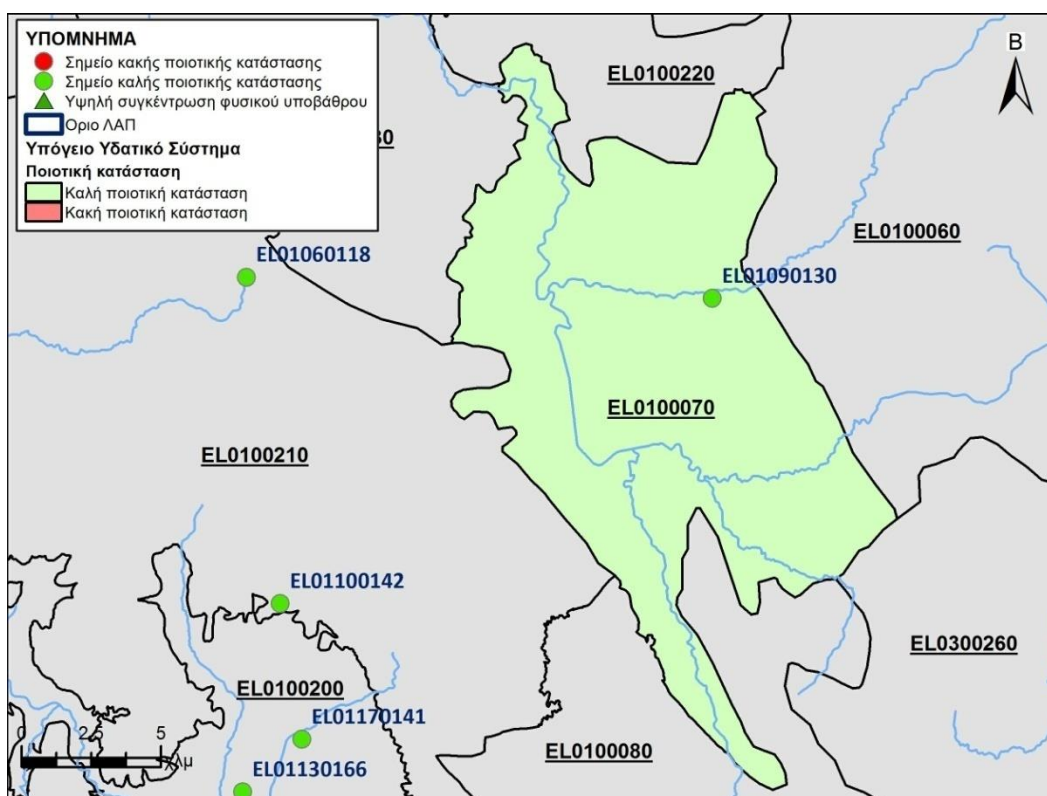 ΥΠΟΜΝΗΜΑ
Σημείο κακής ποιοτικής κατάστασης
Σημείο καλής ποιοτικής κατάστασης
Υψηλή συγκέντρωση φυσικού υποβάθρου
Οριο ΛΑΠ
Υπόγειο Υδατικό Σύστημα
Ποιοτική κατάσταση
Καλή ποιοτική κατάσταση
Κακή ποιοτική κατάσταση
Β
EL0100220
EL0100060
EL01060118
EL01090130
EL0100070
EL0100210
EL01100142
EL0300260
EL0100200
EL01170141
0 2,5 5
χλμ
EL0100080
EL01130166